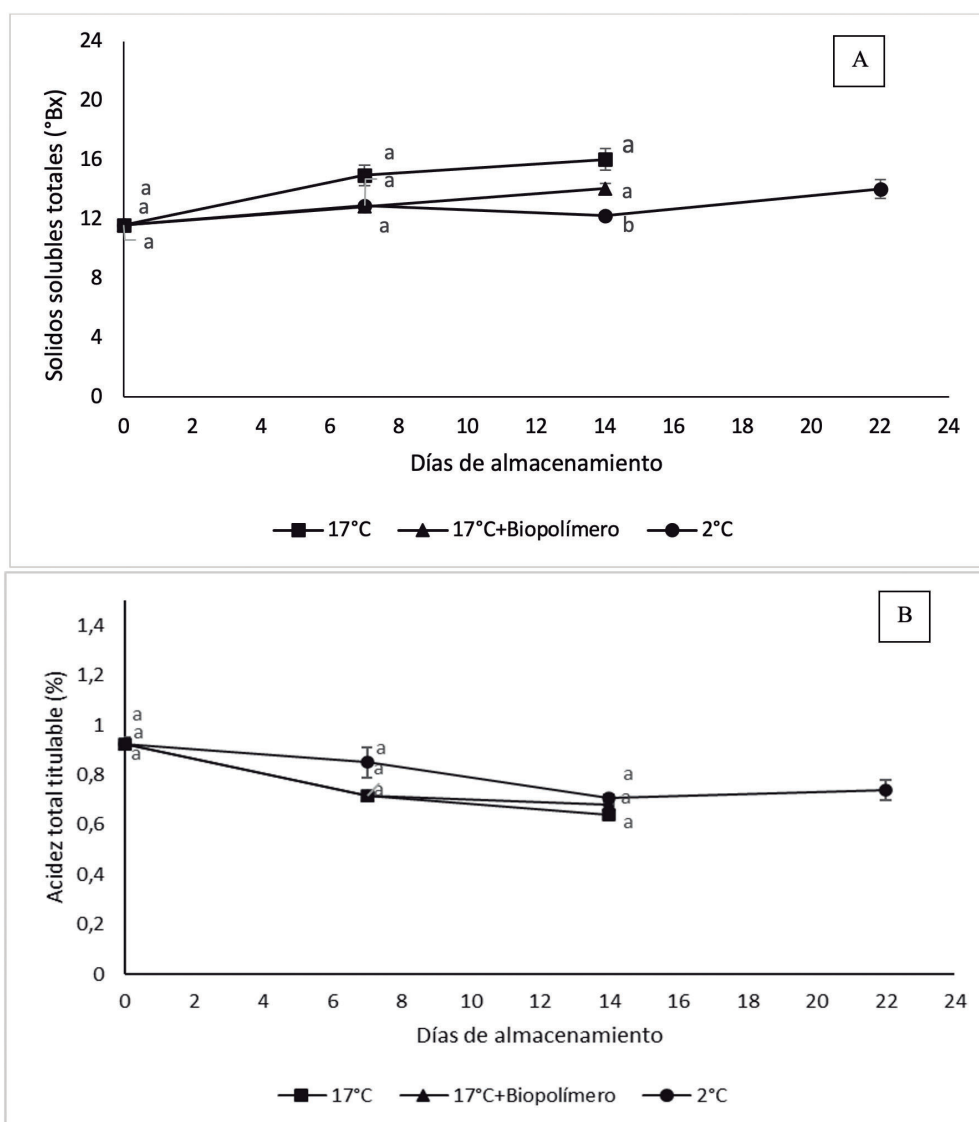 A
Solidos solubles totales (°Bx)
24
20
16
12
8
4
0
a
a
a
a
a
a
a
a
b
0 2 4 6 8 10 12 14 16 18 20 22 24
Días de almacenamiento
17°C 17°C+Biopolímero 2°C
B
Acidez total titulable (%)
1,4
1,2
1
0,8
0,6
0,4
0,2
0
a
a
a
a
a
a
a
a
a
0 2 4 6 8 10 12 14 16 18 20 22 24
Días de almacenamiento
17°C 17°C+Biopolímero 2°C